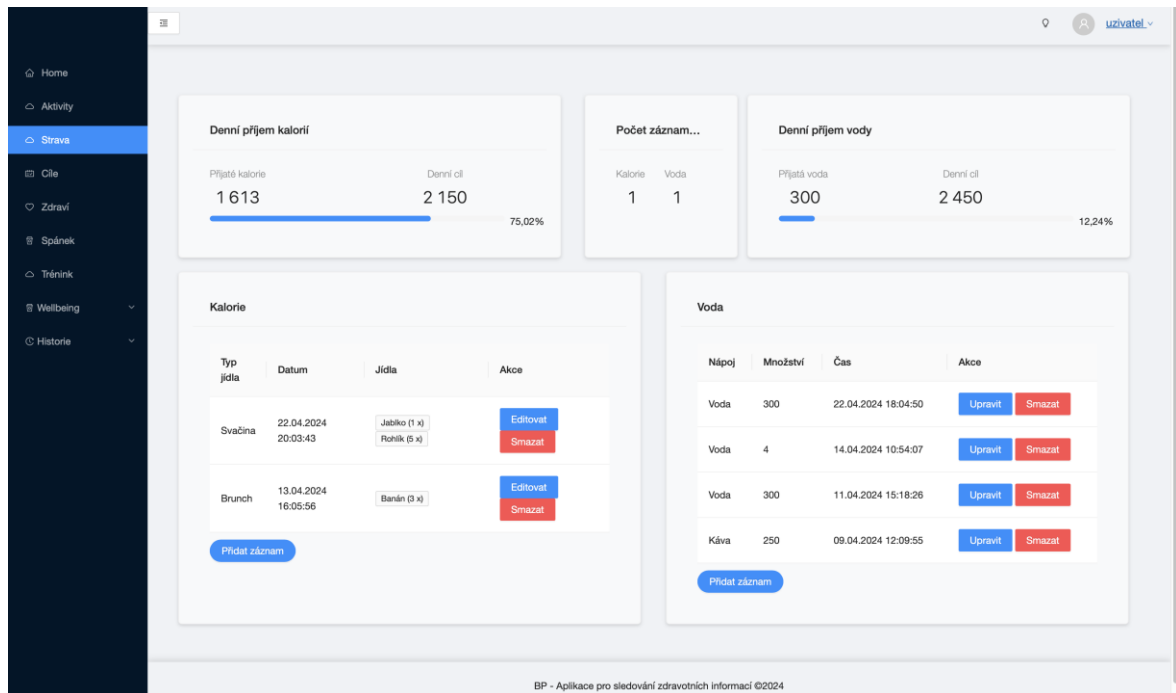 uzivatel
Home
Aktivity
Strava
Cíle
Zdraví
Spánek
Trénink
Wellbeing
Historie
Denní příjem kalorií
Přijaté kalorie
Denní cíl
1 613
2 150
75,02%
Počet záznam...
Kalorie Voda
1 1
Denní příjem vody
Přijatá voda
Denní cíl
300
2 450
12,24%
Kalorie
Typ jídla Datum Jídla Akce
Svačina 22.04.2024 20:03:43 Jablko (1 x) Rohlík (5 x) Editovat Smazat
Brunch 13.04.2024 16:05:56 Banán (3 x) Editovat Smazat
Přidat záznam
Voda
Nápoj Množství Čas Akce
Voda 300 22.04.2024 18:04:50 Upravit Smazat
Voda 4 14.04.2024 10:54:07 Upravit Smazat
Voda 300 11.04.2024 15:18:26 Upravit Smazat
Káva 250 09.04.2024 12:09:55 Upravit Smazat
Přidat záznam
BP - Aplikace pro sledování zdravotních informací ©2024